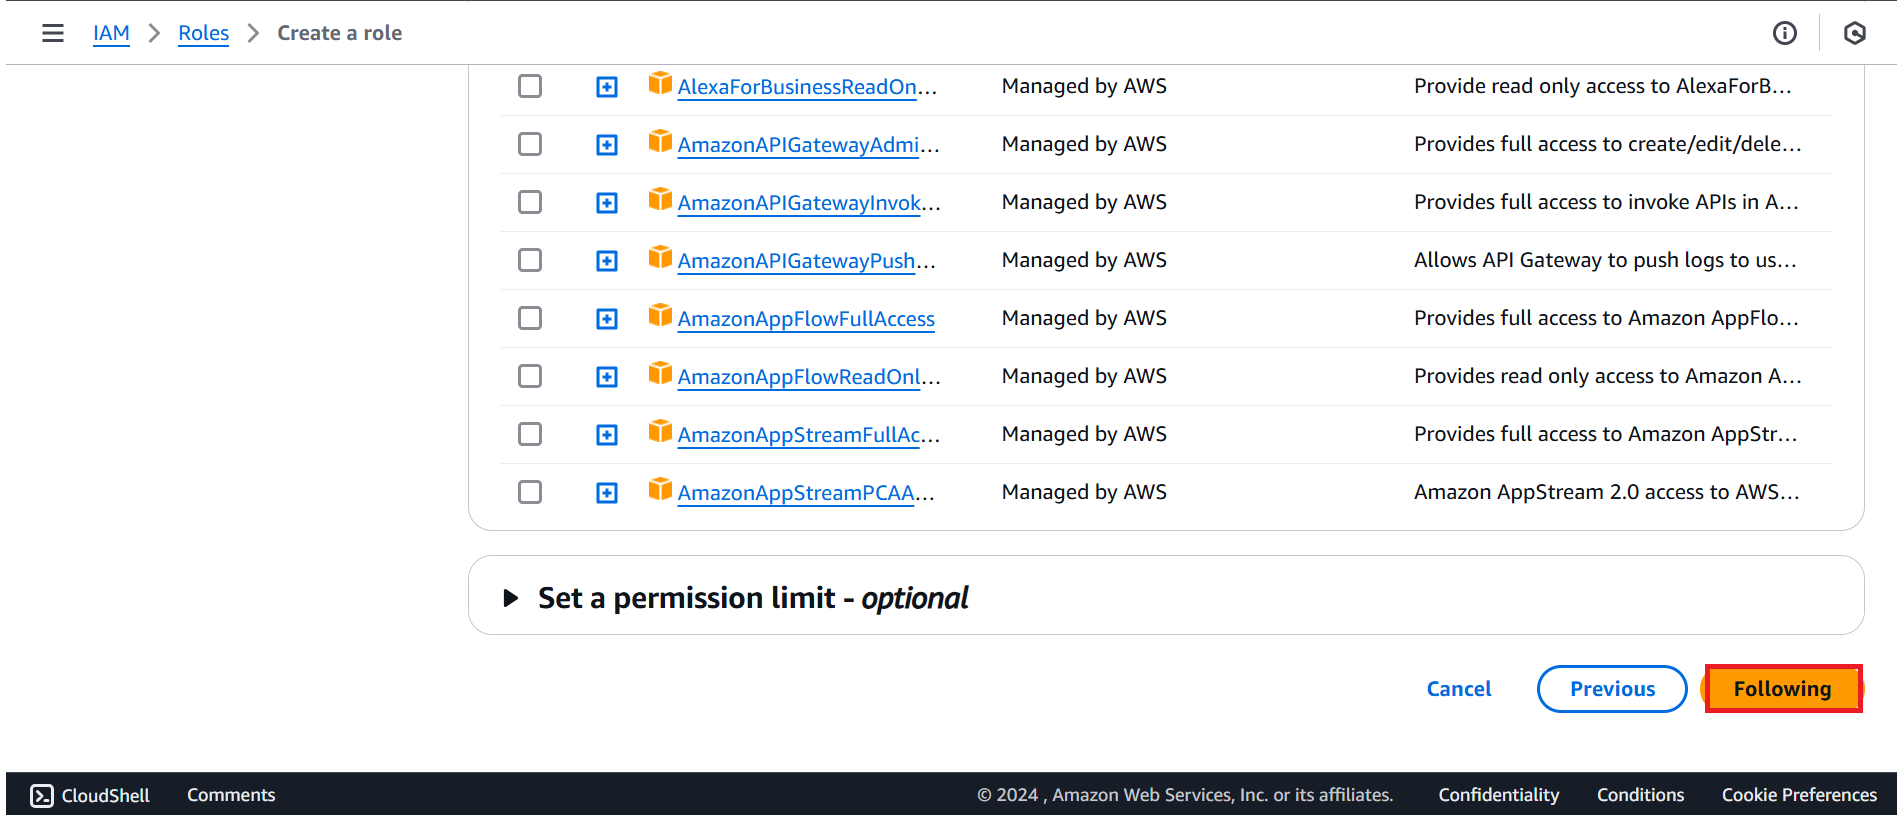 IAM > Roles > Create a role
AlexaForBusinessReadOn... Managed by AWS Provide read only access to AlexaForB...
AmazonAPIGatewayAdmi... Managed by AWS Provides full access to create/edit/dele...
AmazonAPIGatewayInvok... Managed by AWS Provides full access to invoke APIs in A...
AmazonAPIGatewayPush... Managed by AWS Allows API Gateway to push logs to us...
AmazonAppFlowFullAccess Managed by AWS Provides full access to Amazon AppFlo...
AmazonAppFlowReadOnl... Managed by AWS Provides read only access to Amazon A...
AmazonAppStreamFullAc... Managed by AWS Provides full access to Amazon AppStr...
AmazonAppStreamPCAA... Managed by AWS Amazon AppStream 2.0 access to AWS...
Set a permission limit - optional
Cancel Previous Following
CloudShell Comments © 2024 , Amazon Web Services, Inc. or its affiliates. Confidentiality Conditions Cookie Preferences